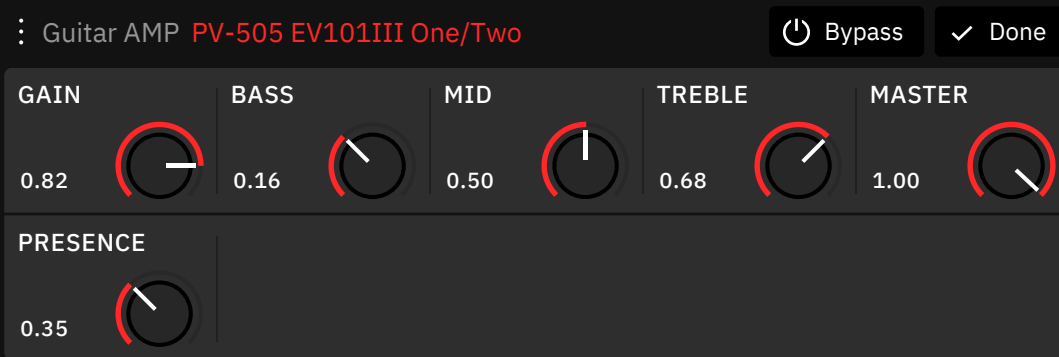 Guitar AMP PV-505 EV101III One/Two Bypass Done
GAIN BASS MID TREBLE MASTER
0.82 0.16 0.50 0.68 1.00
PRESENCE
0.35